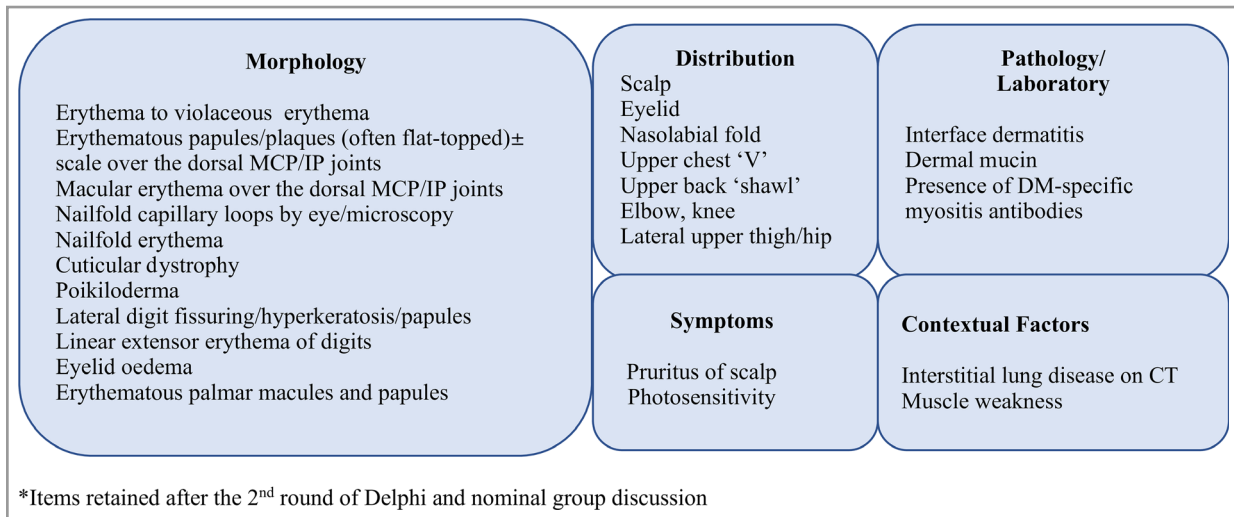 Morphology
Erythema to violaceous erythema
Erythematous papules/plaques (often flat-topped)±
scale over the dorsal MCP/IP joints
Macular erythema over the dorsal MCP/IP joints
Nailfold capillary loops by eye/microscopy
Nailfold erythema
Cuticular dystrophy
Poikiloderma
Lateral digit fissuring/hyperkeratosis/papules
Linear extensor erythema of digits
Eyelid oedema
Erythematous palmar macules and papules
Distribution
Scalp
Eyelid
Nasolabial fold
Upper chest ‘V’
Upper back ‘shawl’
Elbow, knee
Lateral upper thigh/hip
Pathology/
Laboratory
Interface dermatitis
Dermal mucin
Presence of DM-specific
myositis antibodies
Symptoms
Pruritus of scalp
Photosensitivity
Contextual Factors
Interstitial lung disease on CT
Muscle weakness
*Items retained after the 2nd round of Delphi and nominal group discussion